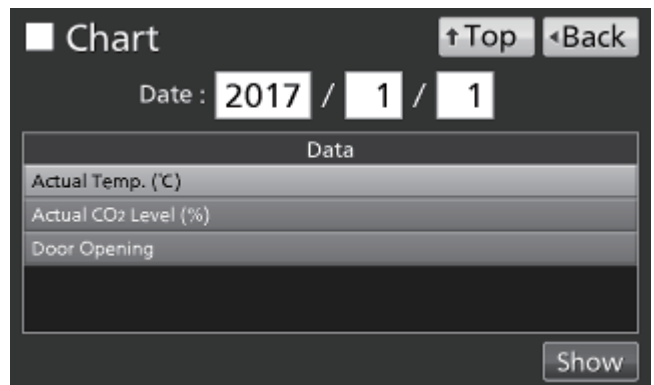 Chart
↑Top
◂Back
Date : 2017 / 1 / 1
Data
Actual Temp. (℃)
Actual CO₂ Level (%)
Door Opening
Show